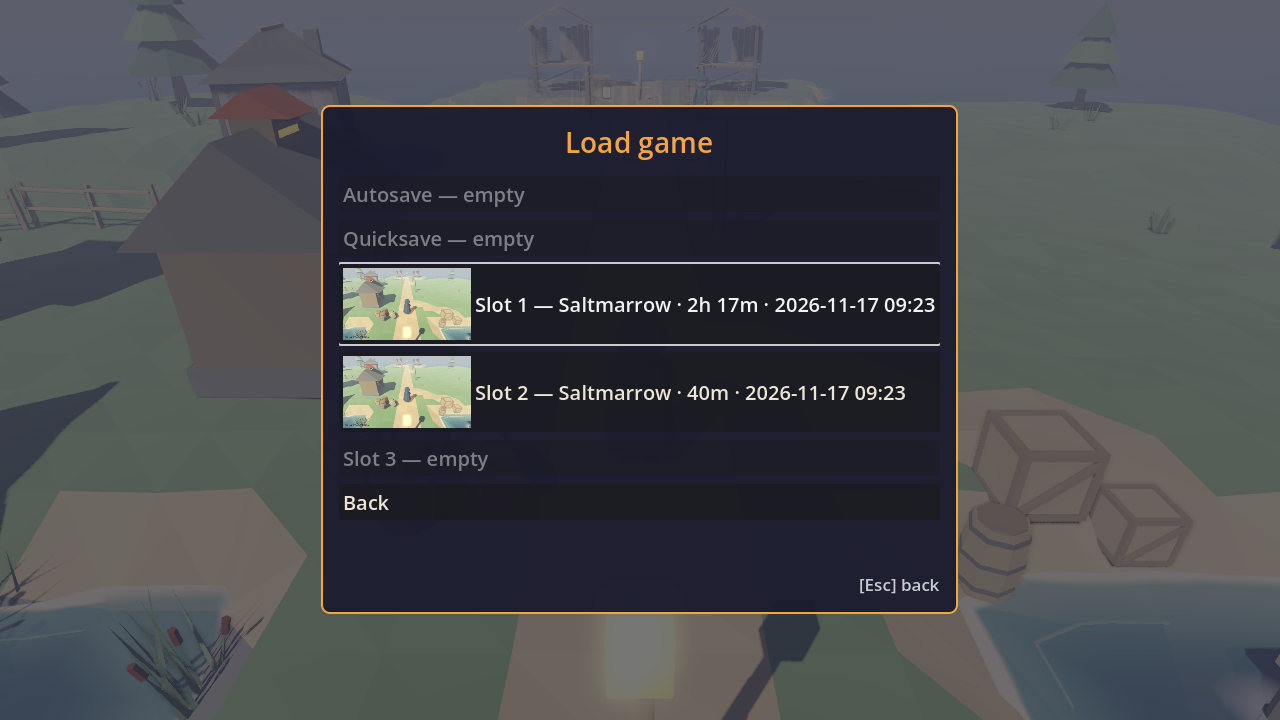 Load game
Autosave — empty
Quicksave — empty
Slot 1 — Saltmarrow · 2h 17m · 2026-11-17 09:23
Slot 2 — Saltmarrow · 40m · 2026-11-17 09:23
Slot 3 — empty
Back
[Esc] back